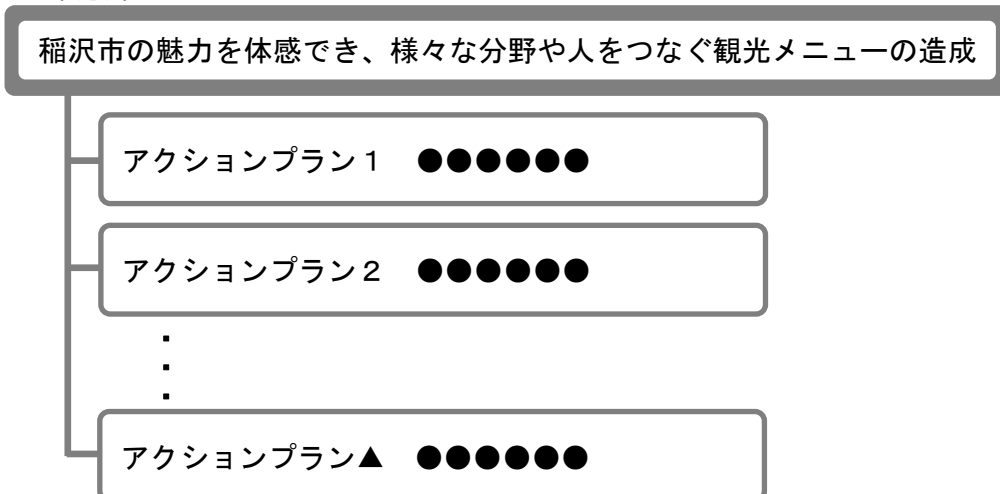 稲沢市の魅力を体感でき、様々な分野や人をつなぐ観光メニューの造成
アクションプラン１　●●●●●●
アクションプラン２　●●●●●●
・
・
・
アクションプラン▲　●●●●●●